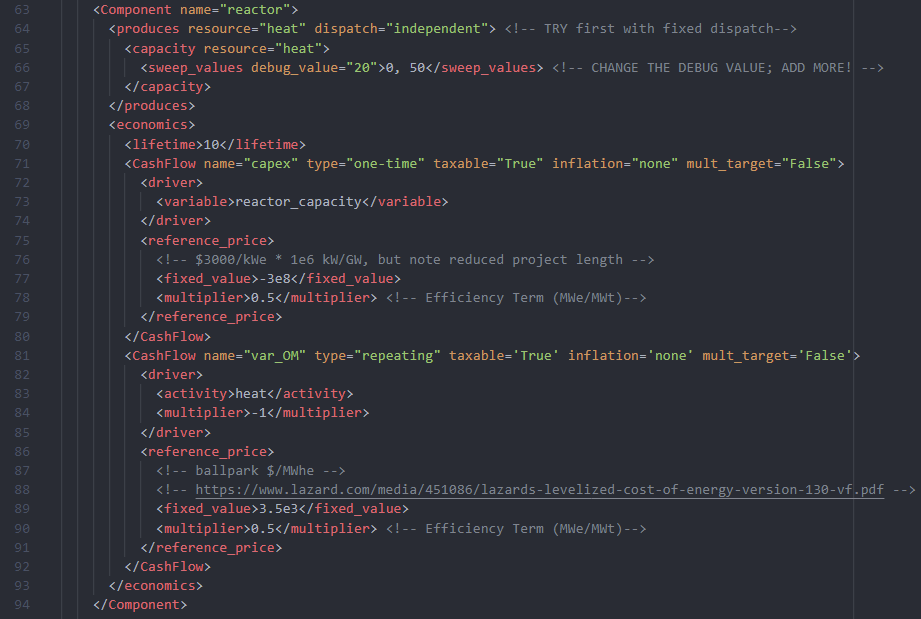 63 <Component name="reactor">
64 <produces resource="heat" dispatch="independent"> <!-- TRY first with fixed dispatch-->
65 <capacity resource="heat">
66 <sweep_values debug_value="20">0, 50</sweep_values> <!-- CHANGE THE DEBUG VALUE; ADD MORE! -->
67 </capacity>
68 </produces>
69 <economics>
70 <lifetime>10</lifetime>
71 <CashFlow name="capex" type="one-time" taxable="True" inflation="none" mult_target="False">
72 <driver>
73 <variable>reactor_capacity</variable>
74 </driver>
75 <reference_price>
76 <!-- $3000/kWe * 1e6 kW/GW, but note reduced project length -->
77 <fixed_value>-3e8</fixed_value>
78 <multiplier>0.5</multiplier> <!-- Efficiency Term (MWe/MWt)-->
79 </reference_price>
80 </CashFlow>
81 <CashFlow name="var_OM" type="repeating" taxable='True' inflation='none' mult_target='False'>
82 <driver>
83 <activity>heat</activity>
84 <multiplier>-1</multiplier>
85 </driver>
86 <reference_price>
87 <!-- ballpark $/MWhe -->
88 <!-- https://www.lazard.com/media/451086/lazards-levelized-cost-of-energy-version-130-vf.pdf -->
89 <fixed_value>3.5e3</fixed_value>
90 <multiplier>0.5</multiplier> <!-- Efficiency Term (MWe/MWt)-->
91 </reference_price>
92 </CashFlow>
93 </economics>
94 </Component>